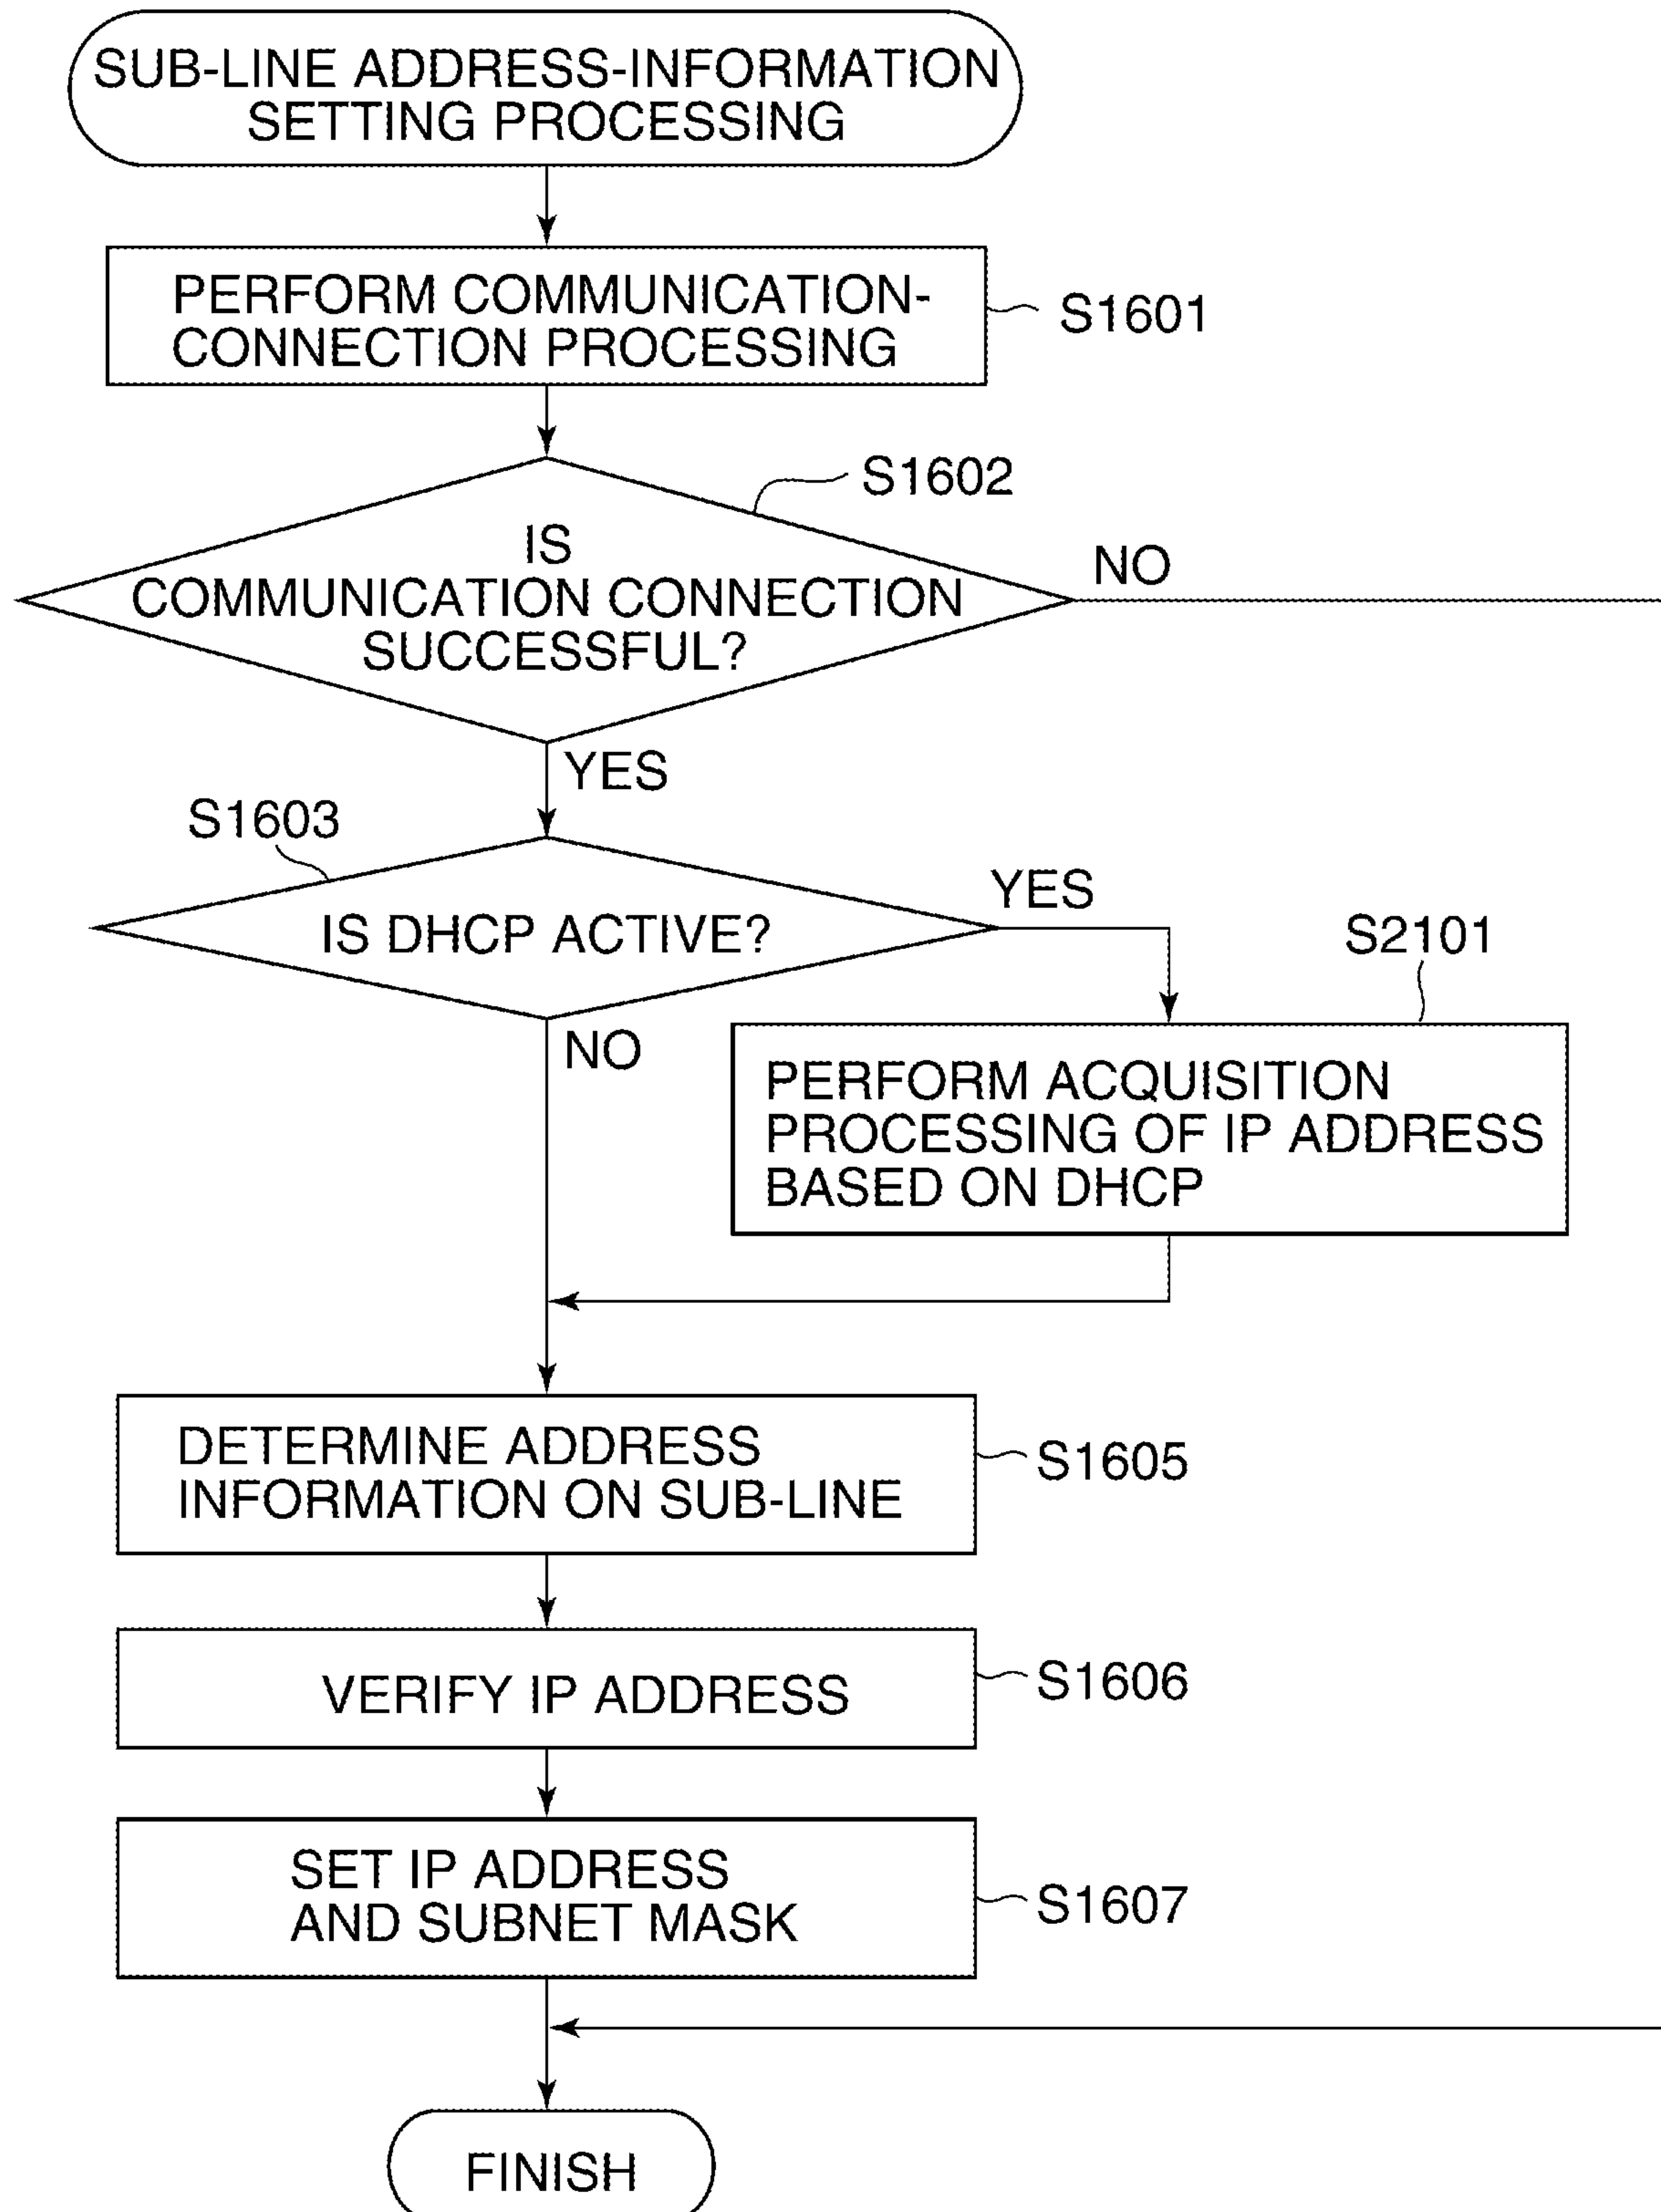 SUB-LINE ADDRESS-INFORMATION
SETTING PROCESSING
PERFORM COMMUNICATION-
CONNECTION PROCESSING
S1601
S1602
IS
COMMUNICATION CONNECTION
SUCCESSFUL?
NO
YES
S1603
IS DHCP ACTIVE?
YES
NO
S2101
PERFORM ACQUISITION
PROCESSING OF IP ADDRESS
BASED ON DHCP
DETERMINE ADDRESS
INFORMATION ON SUB-LINE
S1605
VERIFY IP ADDRESS
S1606
SET IP ADDRESS
AND SUBNET MASK
S1607
FINISH